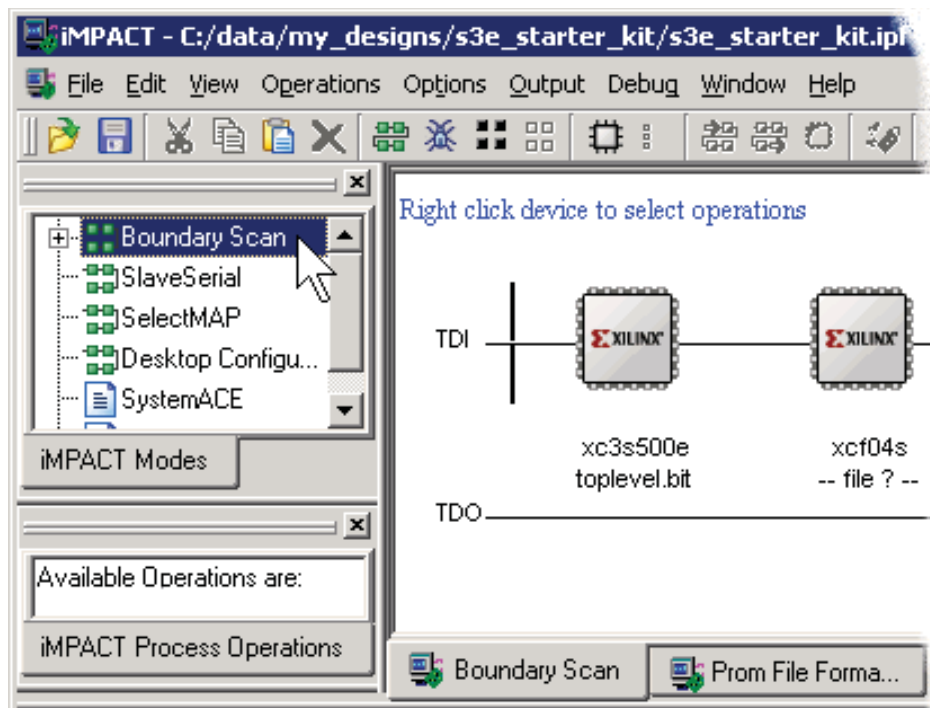 iMPACT - C:/data/my_designs/s3e_starter_kit/s3e_starter_kit.ipf
File Edit View Operations Options Output Debug Window Help
Boundary Scan
SlaveSerial
SelectMAP
Desktop Configu...
SystemACE
iMPACT Modes
Available Operations are:
iMPACT Process Operations
Right click device to select operations
TDI
XILINX
XILINX
xc3s500e
toplevel.bit
xcf04s
-- file ? --
TDO
Boundary Scan
Prom File Forma...